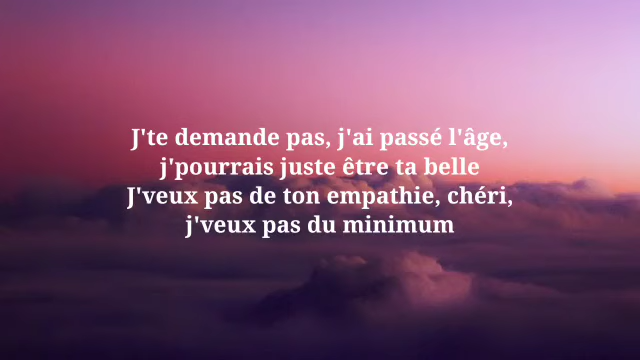 J'te demande pas, j'ai passé l'âge,
j'pourrais juste être ta belle
J'veux pas de ton empathie, chéri,
j'veux pas du minimum